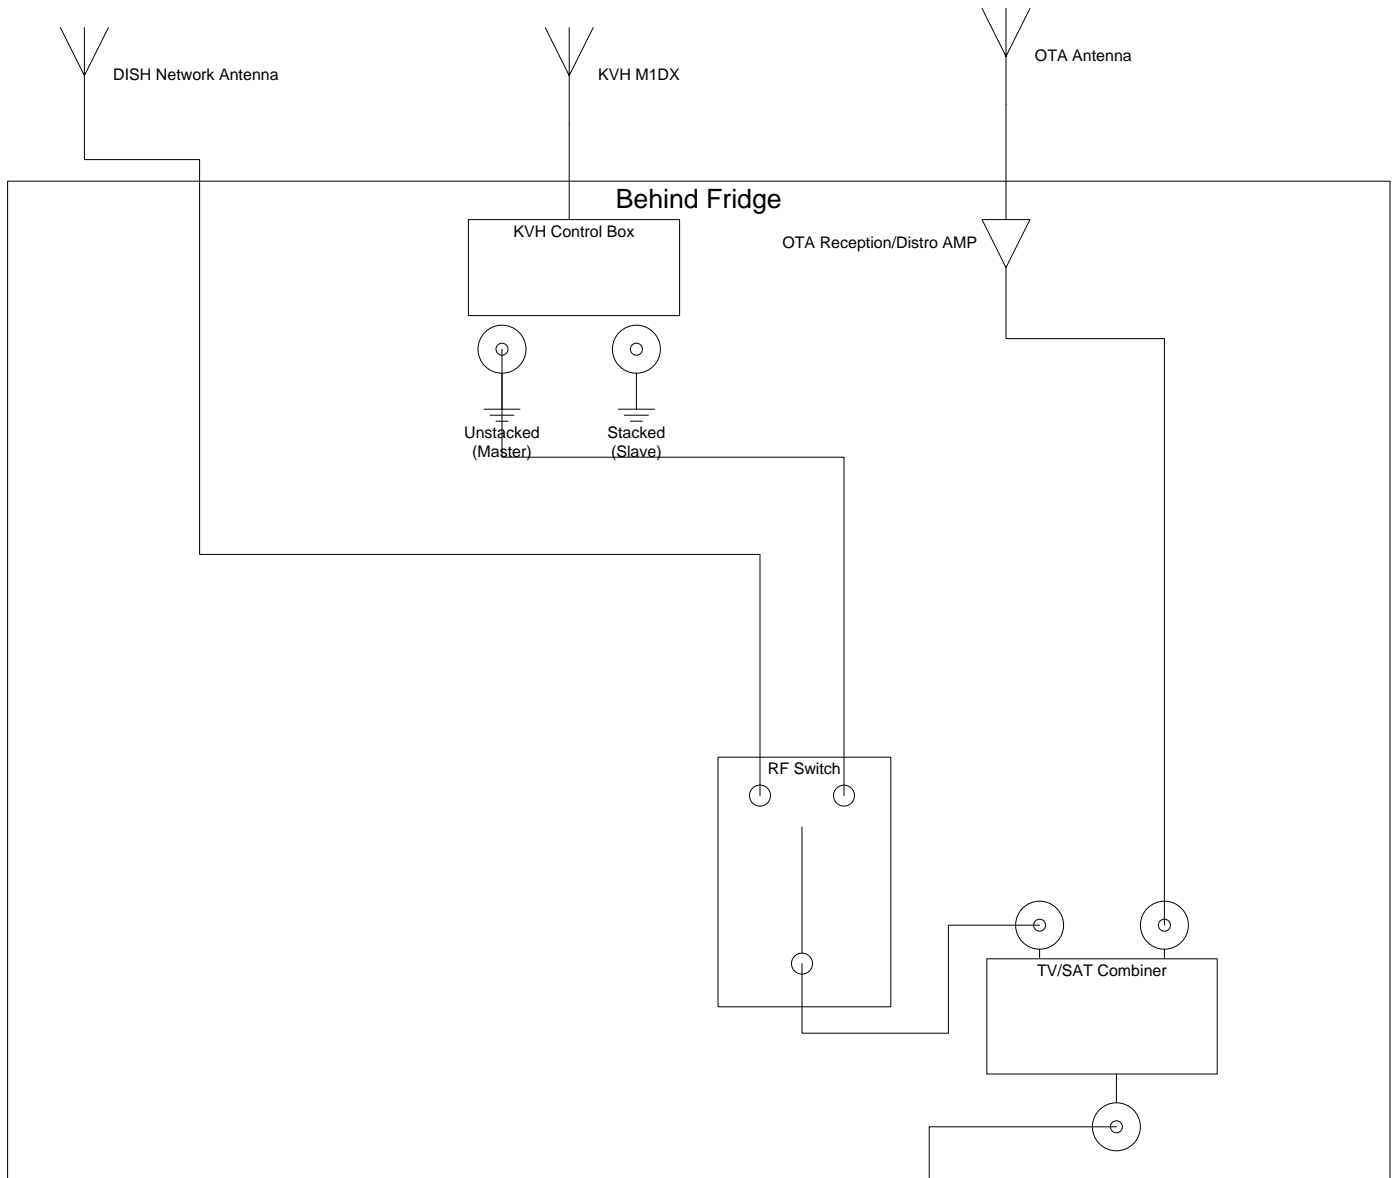 OTA Antenna
DISH Network Antenna
KVH M1DX
Behind Fridge
KVH Control Box
OTA Reception/Distro AMP
Unstacked
(Master)
Stacked
(Slave)
RF Switch
TV/SAT Combiner